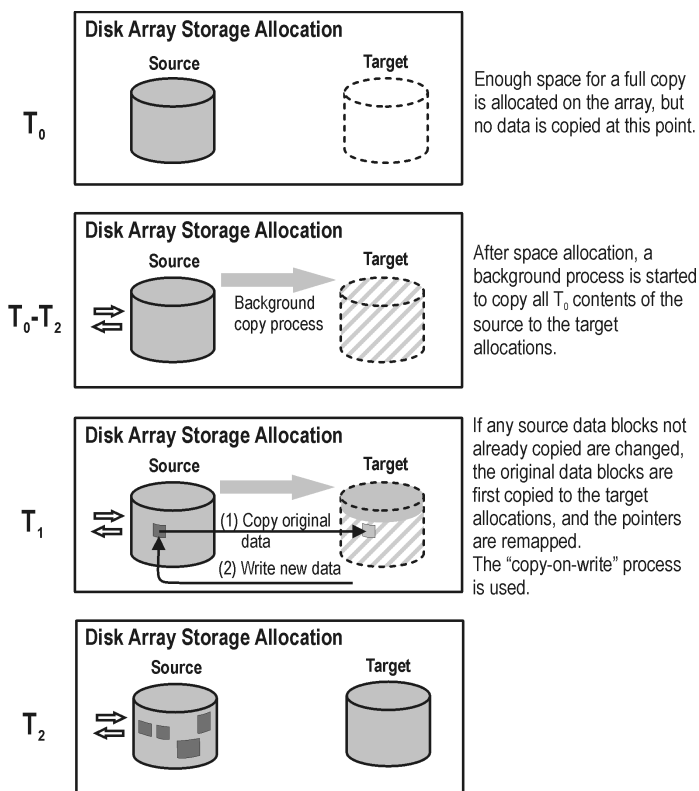 Disk Array Storage Allocation
Source
Target
T0
Enough space for a full copy
is allocated on the array, but
no data is copied at this point.
Disk Array Storage Allocation
Source
Target
T0-T2
Background
copy process
After space allocation, a
background process is started
to copy all T0 contents of the
source to the target
allocations.
Disk Array Storage Allocation
Source
Target
T1
(1) Copy original
data
(2) Write new data
If any source data blocks not
already copied are changed,
the original data blocks are
first copied to the target
allocations, and the pointers
are remapped.
The “copy-on-write” process
is used.
Disk Array Storage Allocation
Source
Target
T2